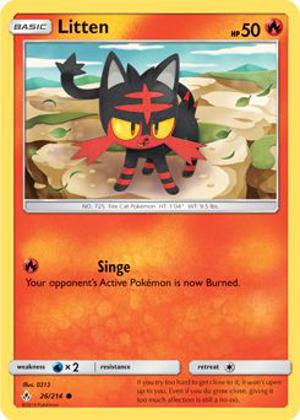 BASIC Litten HP50
NO. 725 Fire Cat Pokémon HT: 1'04" WT: 9.5 lbs.
Singe
Your opponent's Active Pokémon is now Burned.
weakness ×2 resistance retreat
Illus. 0313
If you try too hard to get close to it, it won't open
26/214 up to you. Even if you do grow close, giving it
©2019 Pokémon too much affection is still a no-no.